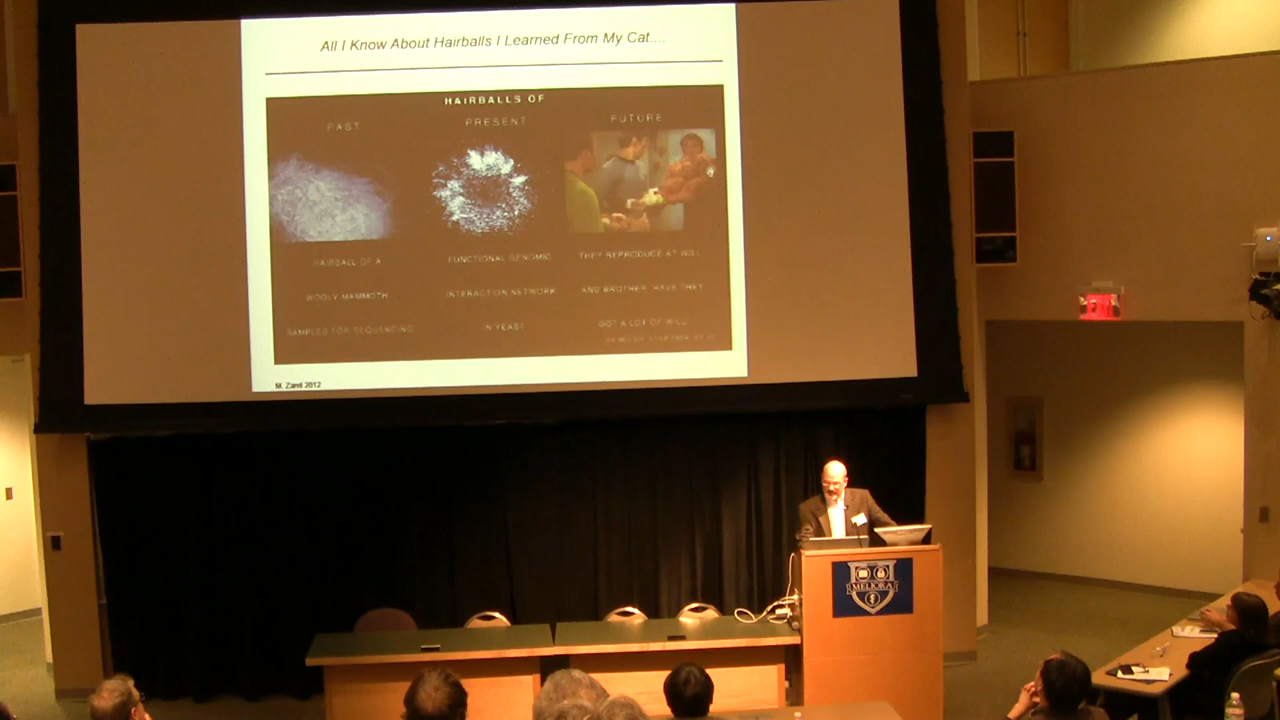 All I Know About Hairballs I Learned From My Cat....
HAIRBALLS OF
PAST
PRESENT
FUTURE
HAIRBALL OF A
WOOLY MAMMOTH
SAMPLED FOR SEQUENCING
FUNCTIONAL GENOMIC
INTERACTION NETWORK
IN YEAST
THEY REPRODUCE AT WILL
AND BROTHER, HAVE THEY
GOT A LOT OF WILL
M. Zand 2012
EXIT
MELIORA